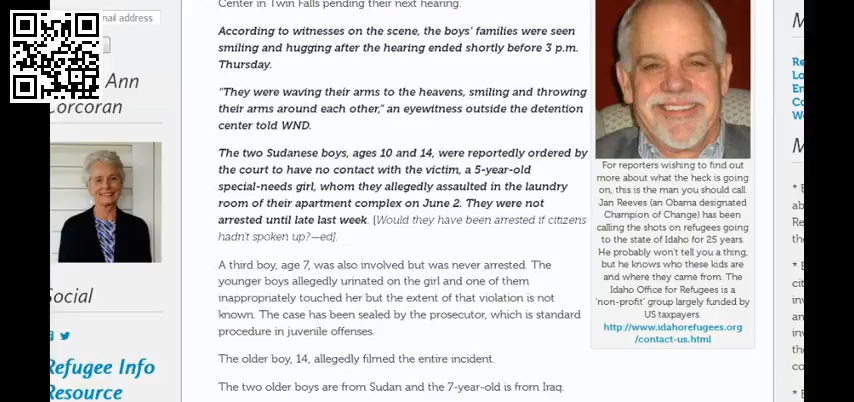 Center in Twin Falls pending their next hearing.
According to witnesses on the scene, the boys' families were seen
smiling and hugging after the hearing ended shortly before 3 p.m.
Thursday.
"They were waving their arms to the heavens, smiling and throwing
their arms around each other," an eyewitness outside the detention
center told WND.
The two Sudanese boys, ages 10 and 14, were reportedly ordered by
the court to have no contact with the victim, a 5-year-old
special-needs girl, whom they allegedly assaulted in the laundry
room of their apartment complex on June 2. They were not
arrested until late last week. [Would they have been arrested if citizens
hadn't spoken up?—ed].
A third boy, age 7, was also involved but was never arrested. The
younger boys allegedly urinated on the girl and one of them
inappropriately touched her but the extent of that violation is not
known. The case has been sealed by the prosecutor, which is standard
procedure in juvenile offenses.
The older boy, 14, allegedly filmed the entire incident.
The two older boys are from Sudan and the 7-year-old is from Iraq.
address
Ann
Corcoran
Social
Refugee Info
Resource
For reporters wishing to find out
more about what the heck is going
on, this is the man you should call.
Jan Reeves (an Obama designated
Champion of Change) has been
calling the shots on refugees going
to the state of Idaho for 25 years.
He probably won't tell you a thing,
but he knows who these kids are
and where they came from. The
Idaho Office for Refugees is a
'non-profit' group largely funded by
US taxpayers.
http://www.idahorefugees.org
/contact-us.html